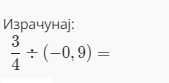 Израчунај:
3/4 ÷ (−0, 9) =